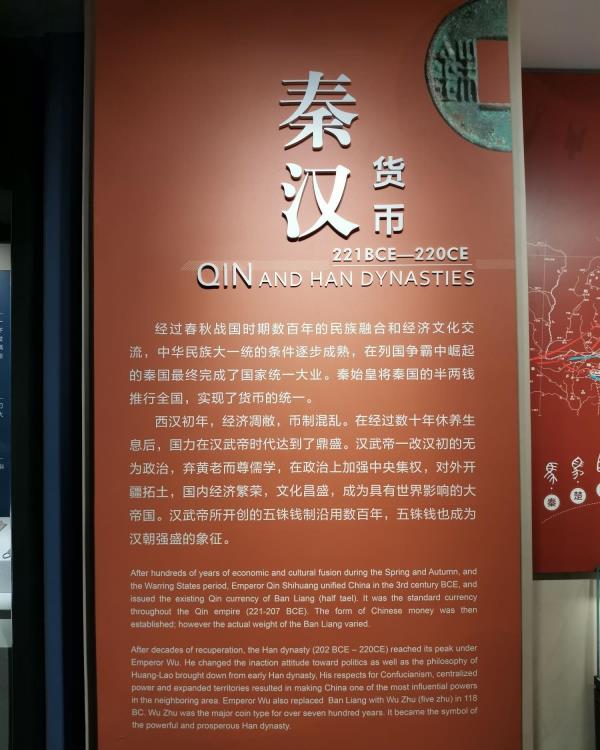 秦
汉
货
币
221BCE—220CE
QIN AND HAN DYNASTIES
经过春秋战国时期数百年的民族融合和经济文化交
流，中华民族大一统的条件逐步成熟，在列国争霸中崛起
的秦国最终完成了国家统一大业。秦始皇将秦国的半两钱
推行全国，实现了货币的统一。
西汉初年，经济凋敝，币制混乱。在经过数十年休养生
息后，国力在汉武帝时代达到了鼎盛。汉武帝一改汉初的无
为政治，弃黄老而尊儒学，在政治上加强中央集权，对外开
疆拓土，国内经济繁荣，文化昌盛，成为具有世界影响的大
帝国。汉武帝所开创的五铢钱制沿用数百年，五铢钱也成为
汉朝强盛的象征。
After hundreds of years of economic and cultural fusion during the Spring and Autumn, and
the Warring States period, Emperor Qin Shihuang unified China in the 3rd century BCE, and
issued the existing Qin currency of Ban Liang (half tael). It was the standard currency
throughout the Qin empire (221-207 BCE). The form of Chinese money was then
established; however the actual weight of the Ban Liang varied.
After decades of recuperation, the Han dynasty (202 BCE – 220CE) reached its peak under
Emperor Wu. He changed the inaction attitude toward politics as well as the philosophy of
Huang-Lao brought down from early Han dynasty. His respects for Confucianism, centralized
power and expanded territories resulted in making China one of the most influential powers
in the neighboring area. Emperor Wu also replaced Ban Liang with Wu Zhu (five zhu) in 118
BC. Wu Zhu was the major coin type for over seven hundred years. It became the symbol of
the powerful and prosperous Han dynasty.
秦
楚